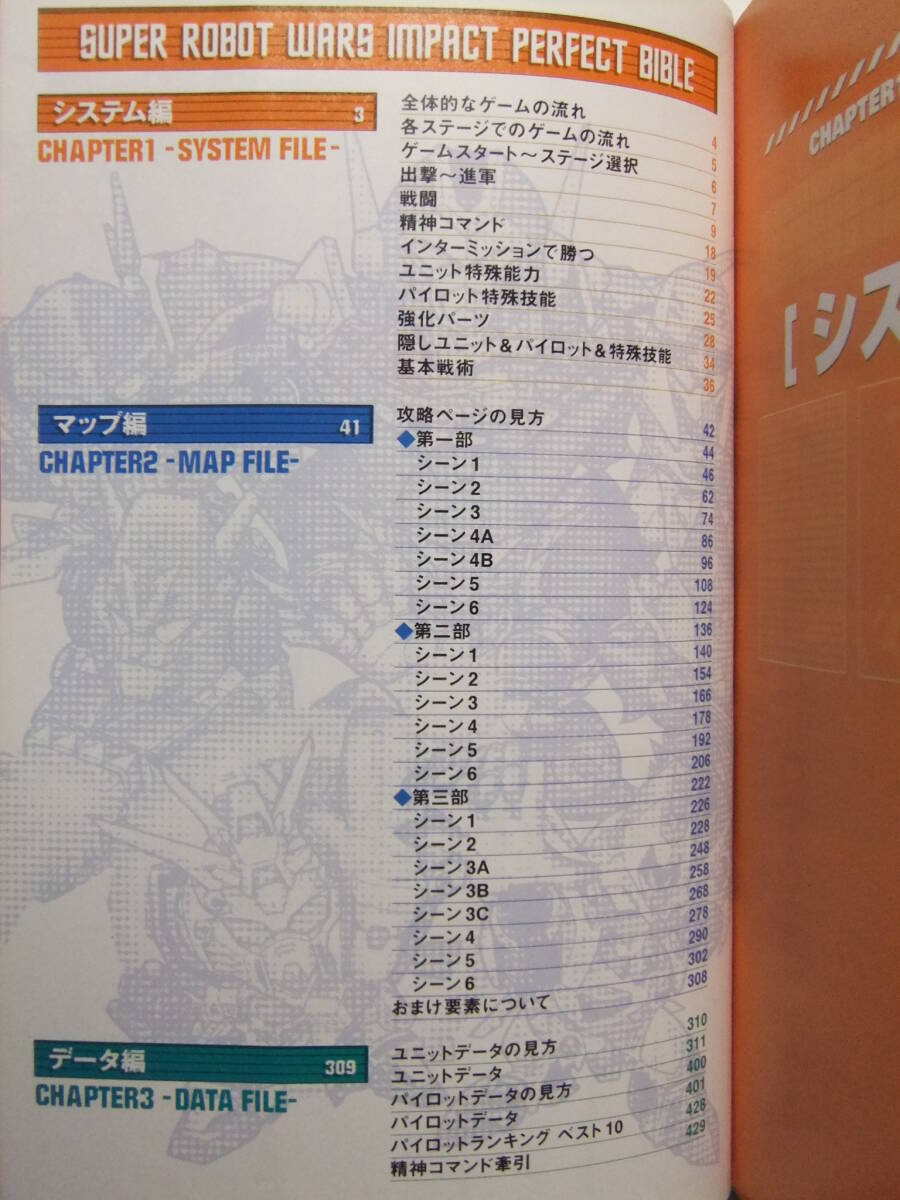 SUPER ROBOT WARS IMPACT PERFECT BIBLE
システム編 3
CHAPTER1 -SYSTEM FILE-
全体的なゲームの流れ 4
各ステージでのゲームの流れ 5
ゲームスタート〜ステージ選択 6
出撃〜進軍 7
戦闘 9
精神コマンド 18
インターミッションで勝つ 19
ユニット特殊能力 22
パイロット特殊技能 25
強化パーツ 28
隠しユニット&パイロット&特殊技能 34
基本戦術 36
マップ編 41
CHAPTER2 -MAP FILE-
攻略ページの見方 42
◆第一部 44
シーン1 46
シーン2 62
シーン3 74
シーン4A 86
シーン4B 96
シーン5 108
シーン6 124
◆第二部 136
シーン1 140
シーン2 154
シーン3 166
シーン4 178
シーン5 192
シーン6 206
◆第三部 222
シーン1 226
シーン2 228
シーン3A 248
シーン3B 258
シーン3C 268
シーン4 278
シーン5 290
シーン6 302
おまけ要素について 308
データ編 309
CHAPTER3 -DATA FILE-
ユニットデータの見方 310
ユニットデータ 311
パイロットデータの見方 400
パイロットデータ 401
パイロットランキング ベスト10 428
精神コマンド牽引 429
CHAPTER1
[シス